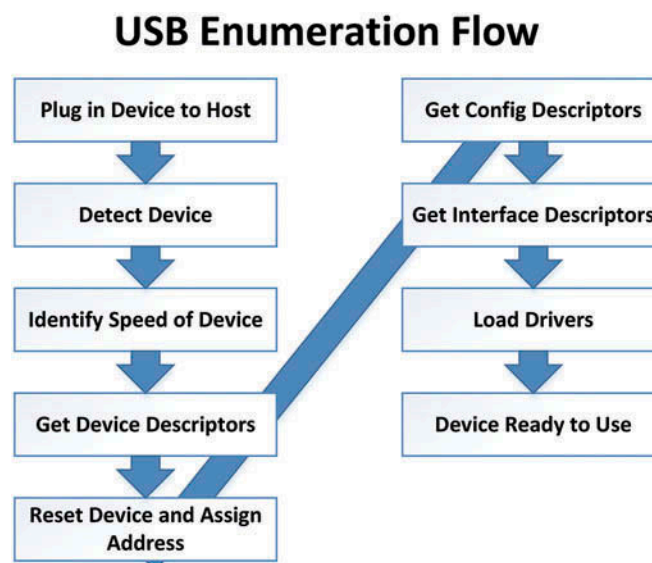 USB Enumeration Flow
Plug in Device to Host
Detect Device
Identify Speed of Device
Get Device Descriptors
Reset Device and Assign
Address
Get Config Descriptors
Get Interface Descriptors
Load Drivers
Device Ready to Use